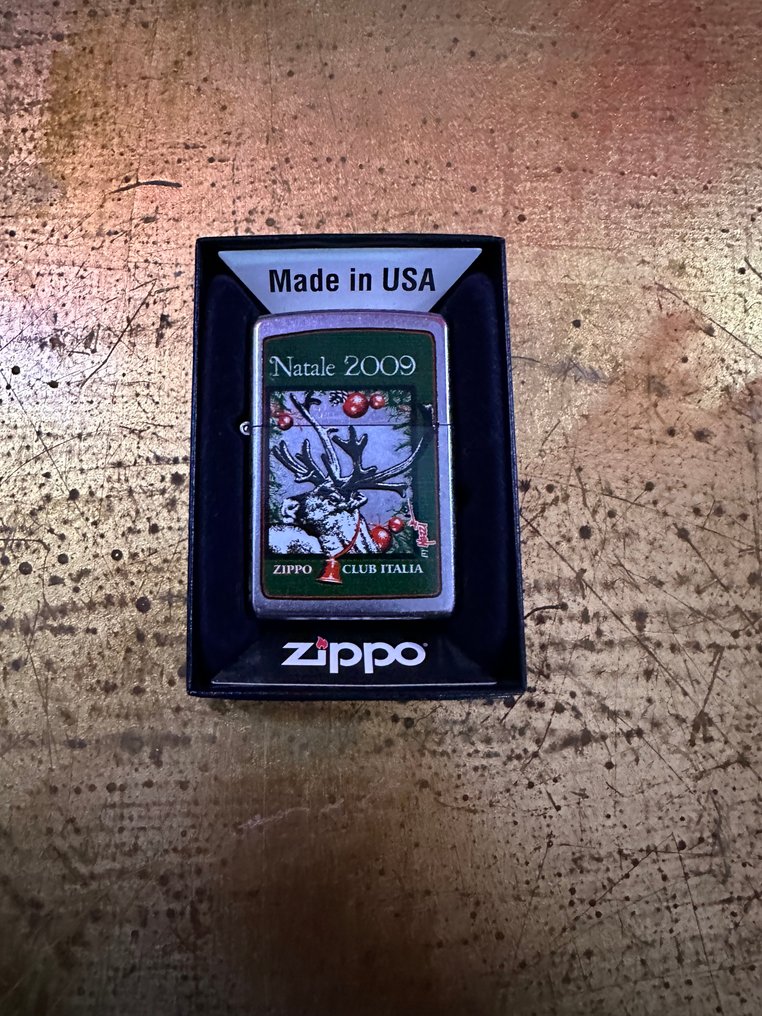 Made in USA
Natale 2009
ZIPPO CLUB ITALIA
zippo